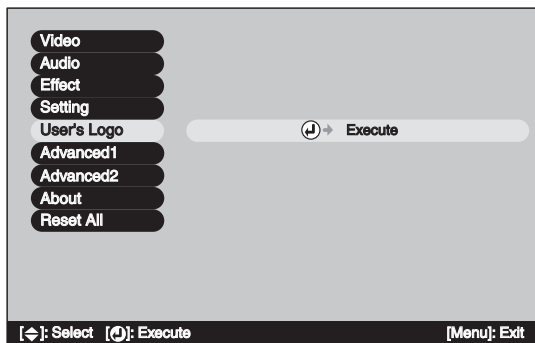 Video
Audio
Effect
Setting
User's Logo
Execute
Advanced1
Advanced2
About
Reset All
[]: Select []: Execute [Menu]: Exit